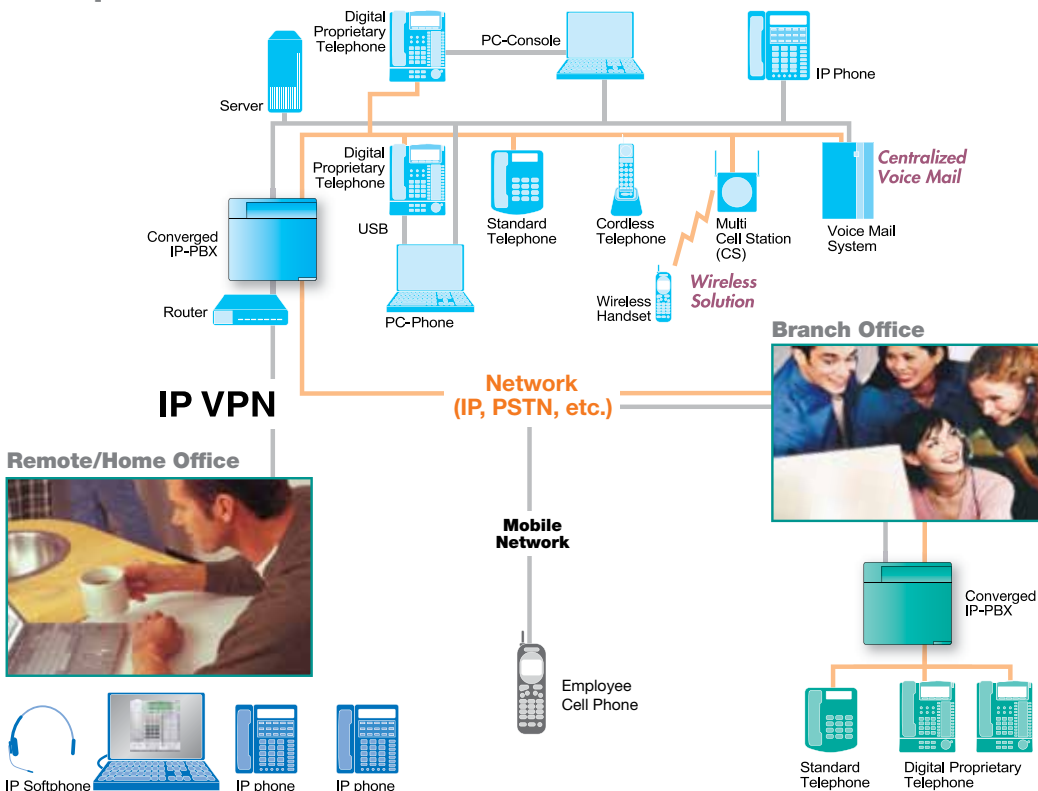 Digital
Proprietary
Telephone
PC-Console
IP Phone
Server
Digital
Proprietary
Telephone
USB
Standard
Telephone
Cordless
Telephone
Multi
Cell Station
(CS)
Centralized
Voice Mail
Voice Mail
System
Converged
IP-PBX
Router
PC-Phone
Wireless
Handset
Wireless
Solution
Branch Office
IP VPN
Network
(IP, PSTN, etc.)
Remote/Home Office
Mobile
Network
Converged
IP-PBX
Employee
Cell Phone
IP Softphone
IP phone
IP phone
Standard
Telephone
Digital Proprietary
Telephone